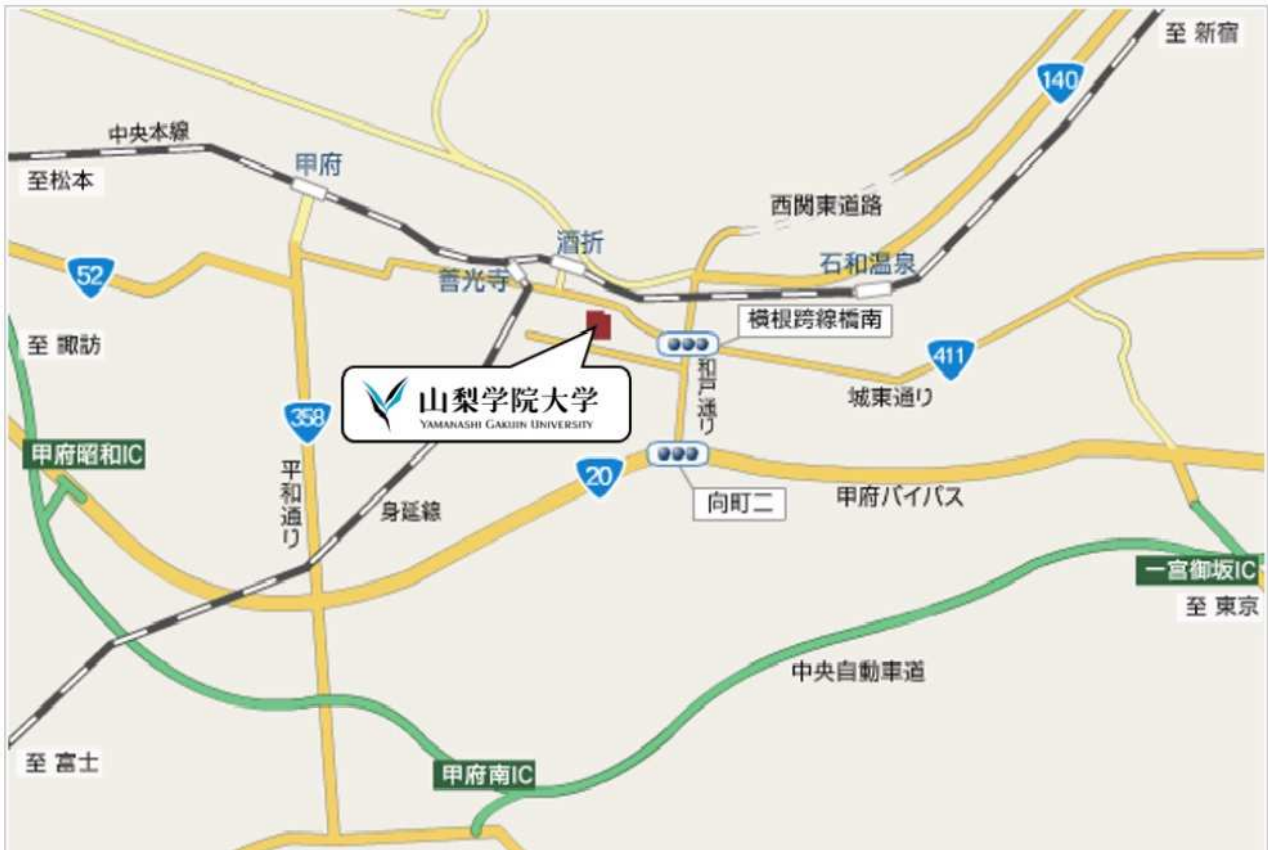 至 新宿
140
中央本線
甲府
至松本
西関東道路
酒折
石和温泉
善光寺
52
横根跨線橋南
至 諏訪
411
和戸通り
城東通り
山梨学院大学
YAMANASHI GAKUIN UNIVERSITY
358
甲府昭和IC
20
平和通り
向町二
甲府バイパス
身延線
一宮御坂IC
至 東京
中央自動車道
至 富士
甲府南IC